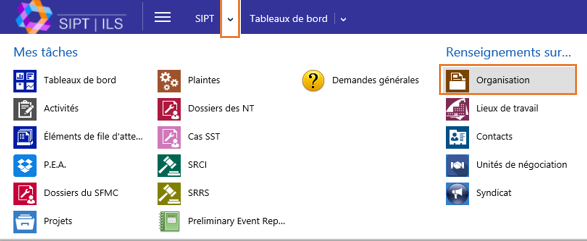 SIPT | ILS
SIPT
Tableaux de bord
Mes tâches
Renseignements sur...
Tableaux de bord
Plaintes
Demandes générales
Organisation
Activités
Dossiers des NT
Lieux de travail
Éléments de file d'atte...
Cas SST
Contacts
P.E.A.
SRCI
Unités de négociation
Dossiers du SFMC
SRRS
Syndicat
Projets
Preliminary Event Rep...